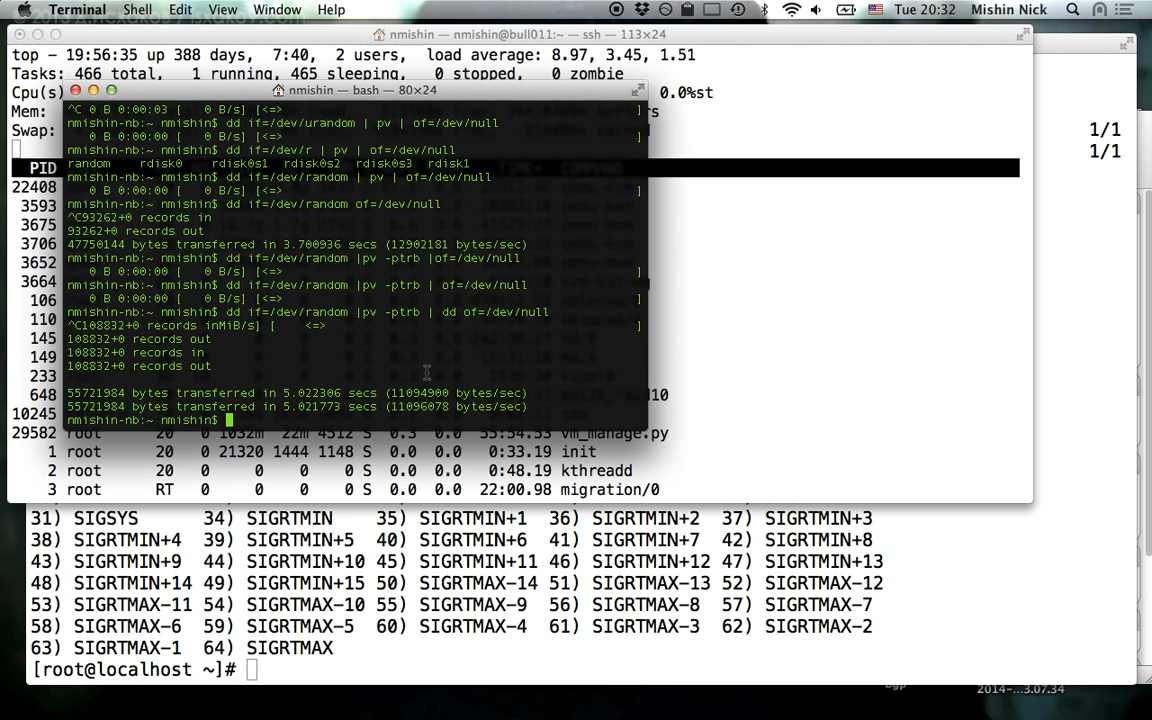 Terminal Shell Edit View Window Help Tue 20:32 Mishin Nick
nmishin — nmishin@bull011:~ — ssh — 113×24
top - 19:56:35 up 388 days, 7:40, 2 users, load average: 8.97, 3.45, 1.51
Tasks: 466 total, 1 running, 465 sleeping, 0 stopped, 0 zombie
Cpu(s) 0.0%st
Mem:
Swap:
1/1
1/1
PID
22408
3593
3675
3706
3652
3664
106
110
145
149
233
648
10245
29582 root 20 0 1032m 22m 4512 S 0.3 0.0 55:54.53 vm_manage.py
1 root 20 0 21320 1444 1148 S 0.0 0.0 0:33.19 init
2 root 20 0 0 0 0 S 0.0 0.0 0:48.19 kthreadd
3 root RT 0 0 0 0 S 0.0 0.0 22:00.98 migration/0
nmishin — bash — 80×24
^C 0 B 0:00:03 [ 0 B/s] [<=> ]
nmishin-nb:~ nmishin$ dd if=/dev/urandom | pv | of=/dev/null
0 B 0:00:00 [ 0 B/s] [<=> ]
nmishin-nb:~ nmishin$ dd if=/dev/r | pv | of=/dev/null
random rdisk0 rdisk0s1 rdisk0s2 rdisk0s3 rdisk1
nmishin-nb:~ nmishin$ dd if=/dev/random | pv | of=/dev/null
0 B 0:00:00 [ 0 B/s] [<=> ]
nmishin-nb:~ nmishin$ dd if=/dev/random of=/dev/null
^C93262+0 records in
93262+0 records out
47750144 bytes transferred in 3.700936 secs (12902181 bytes/sec)
nmishin-nb:~ nmishin$ dd if=/dev/random |pv -ptrb |of=/dev/null
0 B 0:00:00 [ 0 B/s] [<=> ]
nmishin-nb:~ nmishin$ dd if=/dev/random |pv -ptrb | of=/dev/null
0 B 0:00:00 [ 0 B/s] [<=> ]
nmishin-nb:~ nmishin$ dd if=/dev/random |pv -ptrb | dd of=/dev/null
^C108832+0 records inMiB/s] [ <=> ]
108832+0 records out
108832+0 records in
108832+0 records out
55721984 bytes transferred in 5.022306 secs (11094900 bytes/sec)
55721984 bytes transferred in 5.021773 secs (11096078 bytes/sec)
nmishin-nb:~ nmishin$
31) SIGSYS 34) SIGRTMIN 35) SIGRTMIN+1 36) SIGRTMIN+2 37) SIGRTMIN+3
38) SIGRTMIN+4 39) SIGRTMIN+5 40) SIGRTMIN+6 41) SIGRTMIN+7 42) SIGRTMIN+8
43) SIGRTMIN+9 44) SIGRTMIN+10 45) SIGRTMIN+11 46) SIGRTMIN+12 47) SIGRTMIN+13
48) SIGRTMIN+14 49) SIGRTMIN+15 50) SIGRTMAX-14 51) SIGRTMAX-13 52) SIGRTMAX-12
53) SIGRTMAX-11 54) SIGRTMAX-10 55) SIGRTMAX-9 56) SIGRTMAX-8 57) SIGRTMAX-7
58) SIGRTMAX-6 59) SIGRTMAX-5 60) SIGRTMAX-4 61) SIGRTMAX-3 62) SIGRTMAX-2
63) SIGRTMAX-1 64) SIGRTMAX
[root@localhost ~]#
bgp 2014-...3.07.34